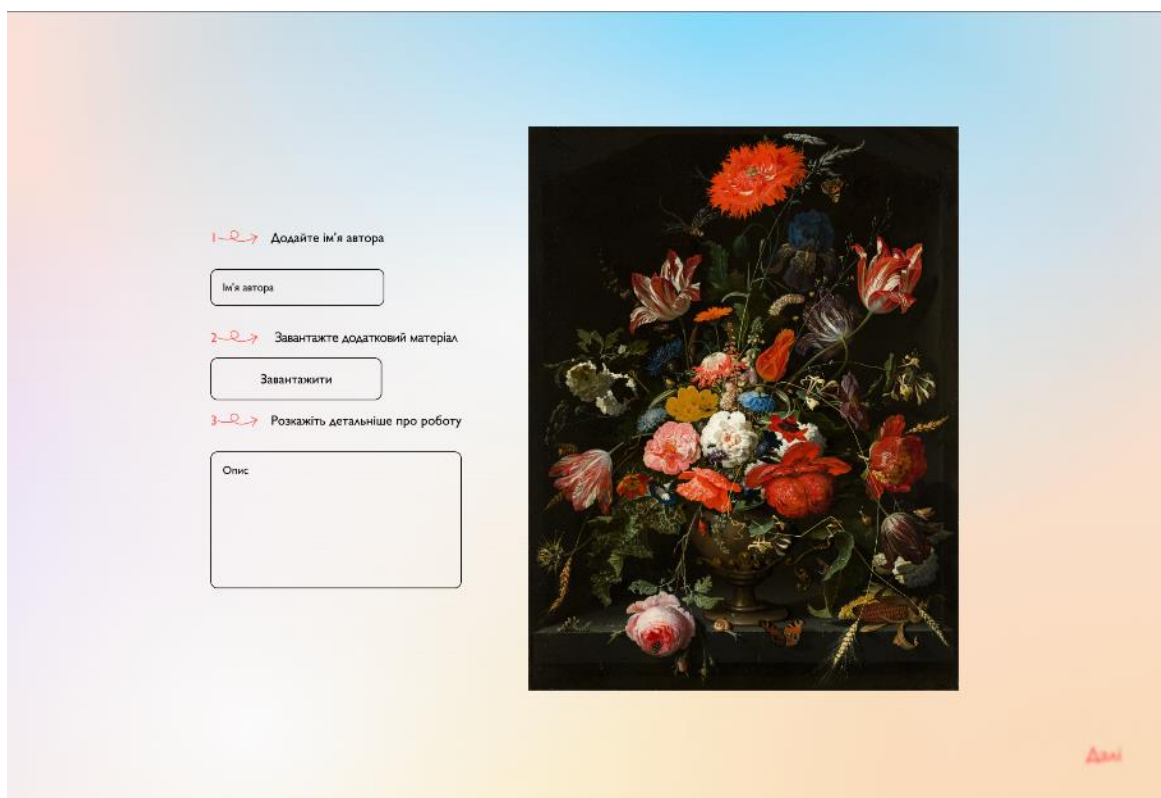 1 Додайте ім'я автора
Ім'я автора
2 Завантажте додатковий матеріал
Завантажити
3 Розкажіть детальніше про роботу
Опис
Далі